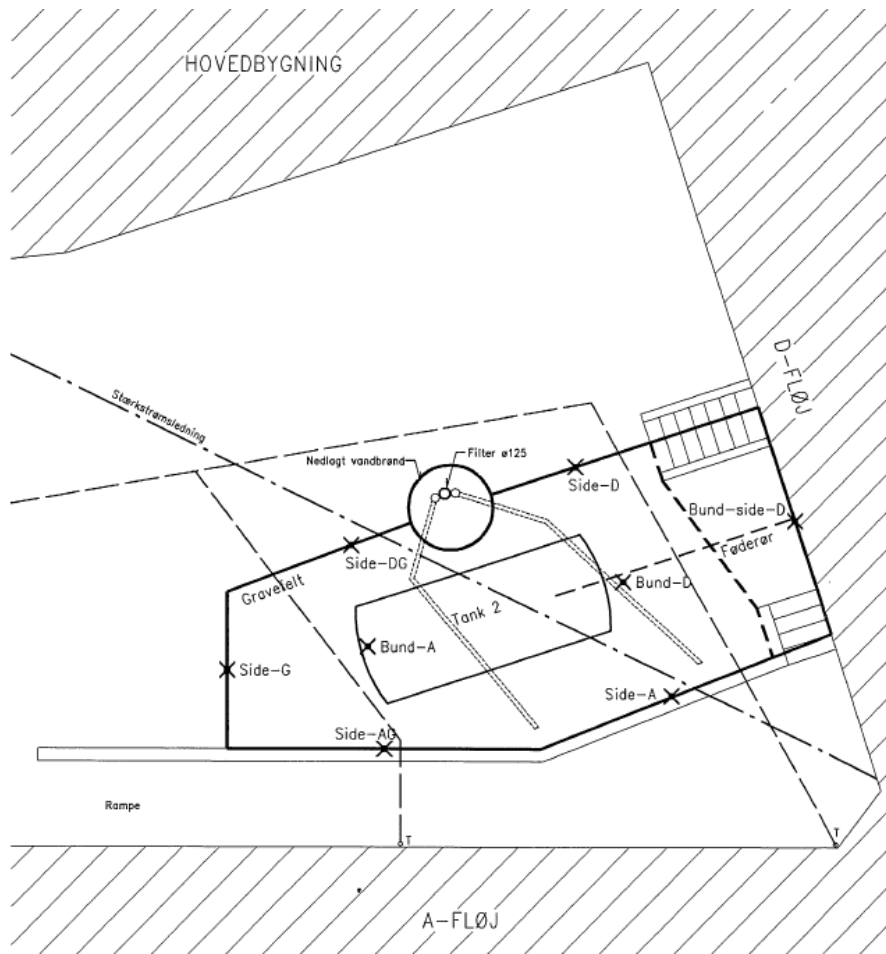 HOVEDBYGNING
D-FLØJ
Stærkstrømsledning
Nedlagt vandbrønd
Filter ø125
Side-D
Bund-side-D
Føderør
Side-DG
Gravefelt
Bund-D
Tank 2
Bund-A
Side-G
Side-A
Side-AG
Rampe
T
T
A-FLØJ